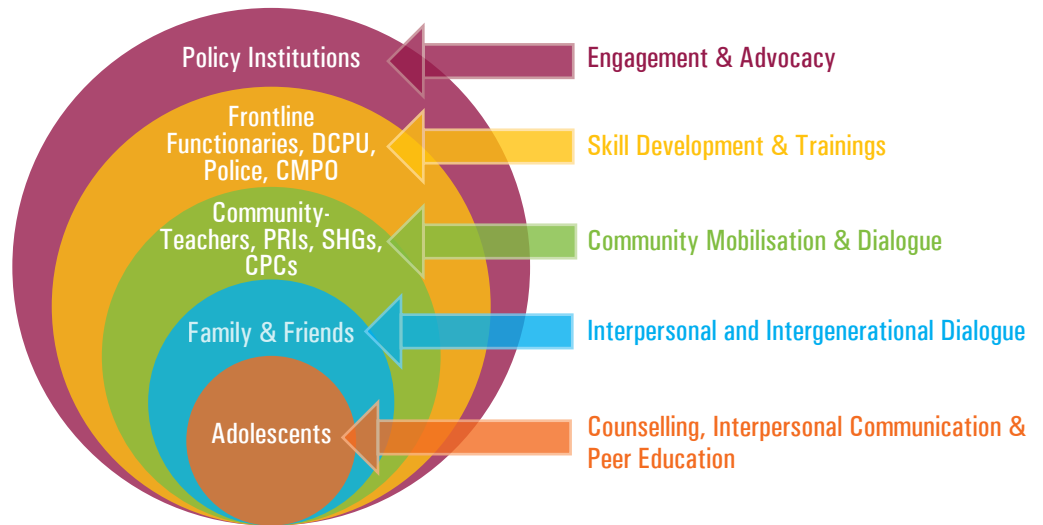 Policy Institutions
Engagement & Advocacy
Frontline
Functionaries, DCPU,
Police, CMPO
Skill Development & Trainings
Community-
Teachers, PRIs, SHGs,
CPCs
Community Mobilisation & Dialogue
Family & Friends
Interpersonal and Intergenerational Dialogue
Adolescents
Counselling, Interpersonal Communication &
Peer Education